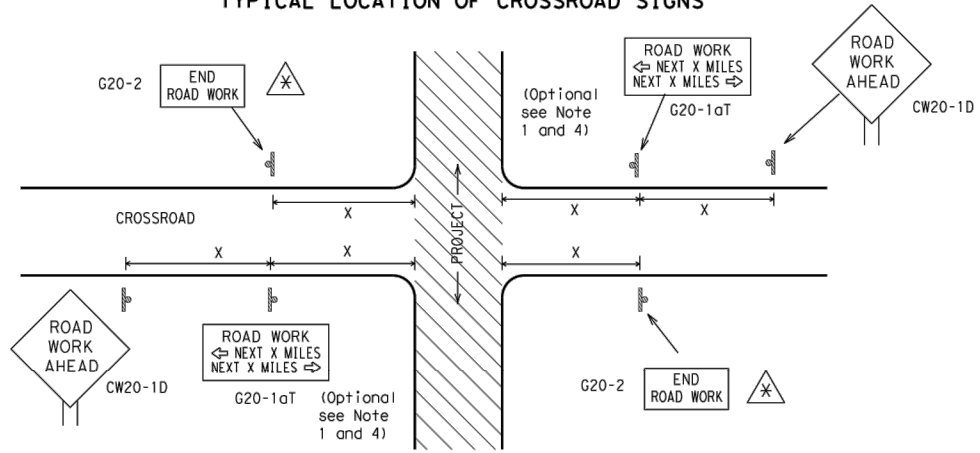 TYPICAL LOCATION OF CROSSROAD SIGNS
G20-2
END
ROAD WORK
(Optional
see Note
1 and 4)
ROAD WORK
⇦ NEXT X MILES
NEXT X MILES ⇨
G20-1aT
ROAD
WORK
AHEAD
CW20-1D
CROSSROAD
X
X
X
X
X
PROJECT
X
ROAD
WORK
AHEAD
CW20-1D
ROAD WORK
⇦ NEXT X MILES
NEXT X MILES ⇨
G20-1aT
(Optional
see Note
1 and 4)
G20-2
END
ROAD WORK